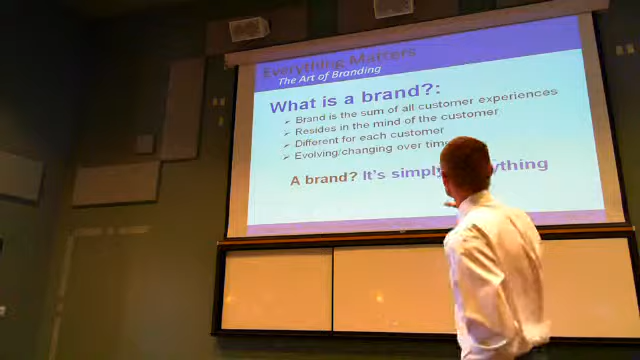 Everything Matters
The Art of Branding
What is a brand?:
Brand is the sum of all customer experiences
Resides in the mind of the customer
Different for each customer
Evolving/changing over time
A brand? It's simply